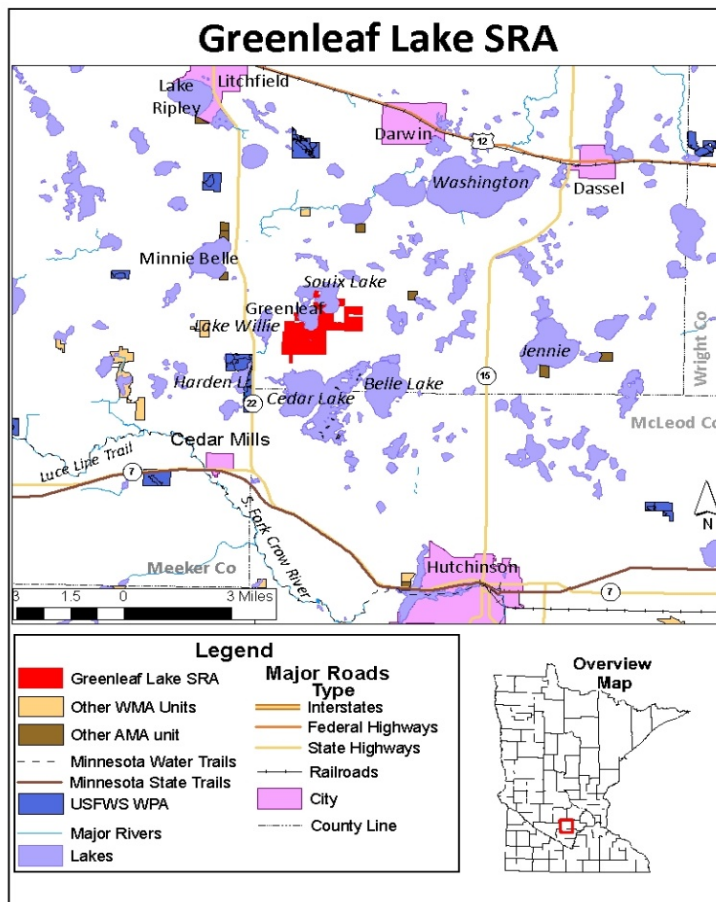 Greenleaf Lake SRA
Lake
Ripley
Litchfield
Darwin
12
Washington
Dassel
Minnie Belle
Souix Lake
Greenleaf
Lake Willie
Jennie
Wright Co
Harden L.
Cedar Lake
Belle Lake
15
22
McLeod Co
Cedar Mills
Luce Line Trail
7
S. Fork Crow River
N
Meeker Co
Hutchinson
7
3 1.5 0 3 Miles
Legend
Greenleaf Lake SRA
Other WMA Units
Other AMA unit
Minnesota Water Trails
Minnesota State Trails
USFWS WPA
Major Rivers
Lakes
Major Roads
Type
Interstates
Federal Highways
State Highways
Railroads
City
County Line
Overview
Map